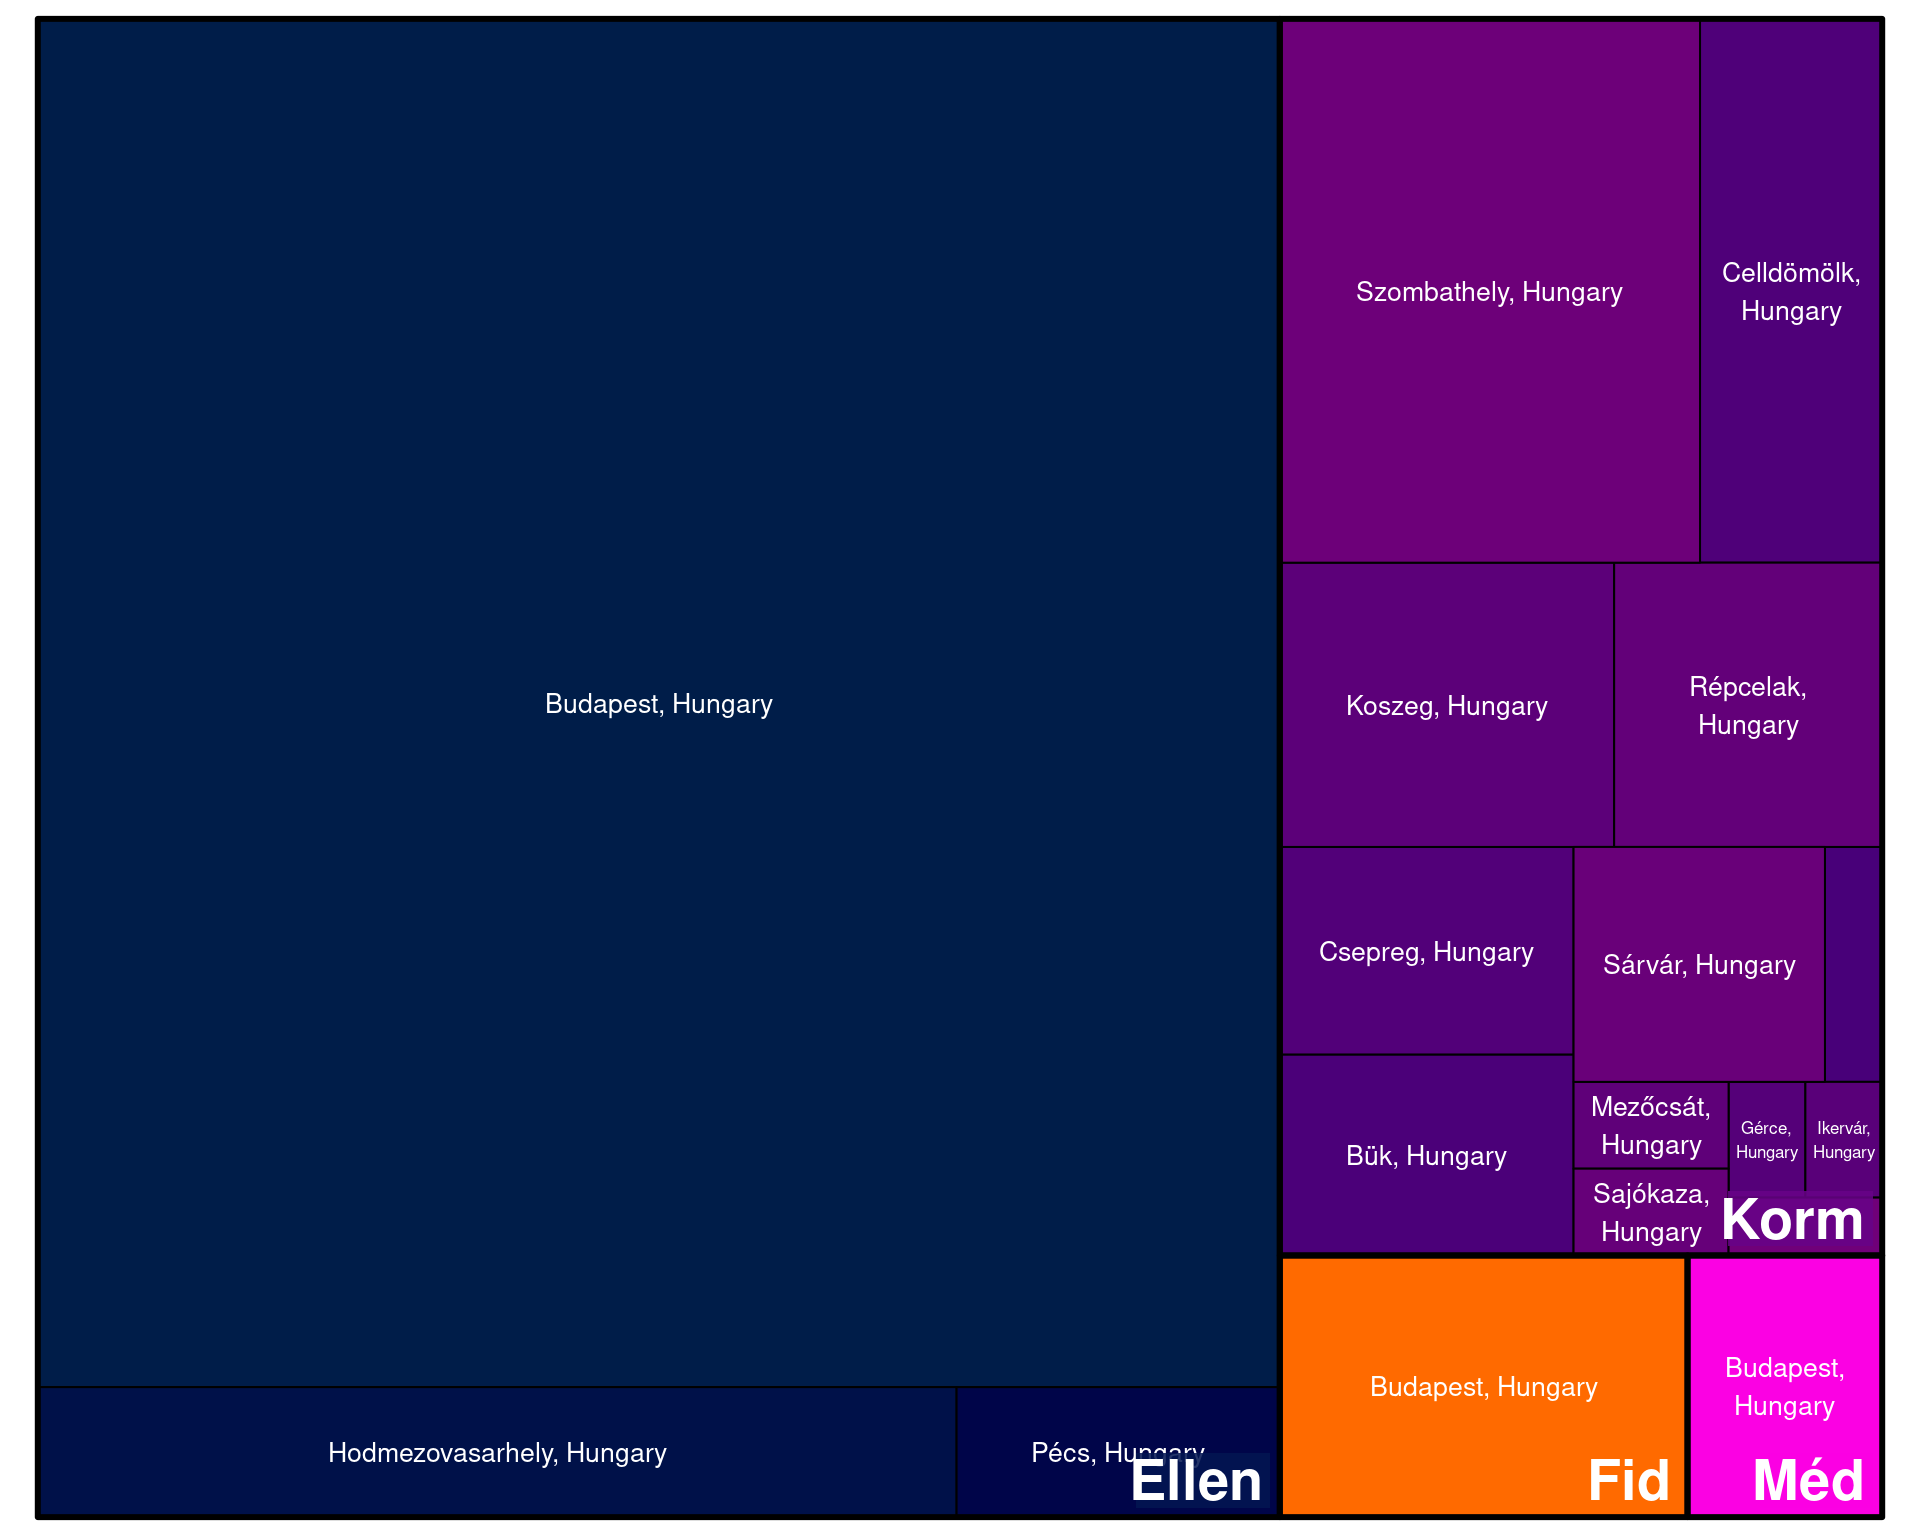 Budapest, Hungary
Hodmezovasarhely, Hungary
Pécs, Hungary
Ellen
Szombathely, Hungary
Celldömölk,
Hungary
Koszeg, Hungary
Répcelak,
Hungary
Csepreg, Hungary
Sárvár, Hungary
Bük, Hungary
Mezőcsát,
Hungary
Gérce,
Hungary
Ikervár,
Hungary
Sajókaza,
Hungary
Korm
Budapest, Hungary
Fid
Budapest,
Hungary
Méd